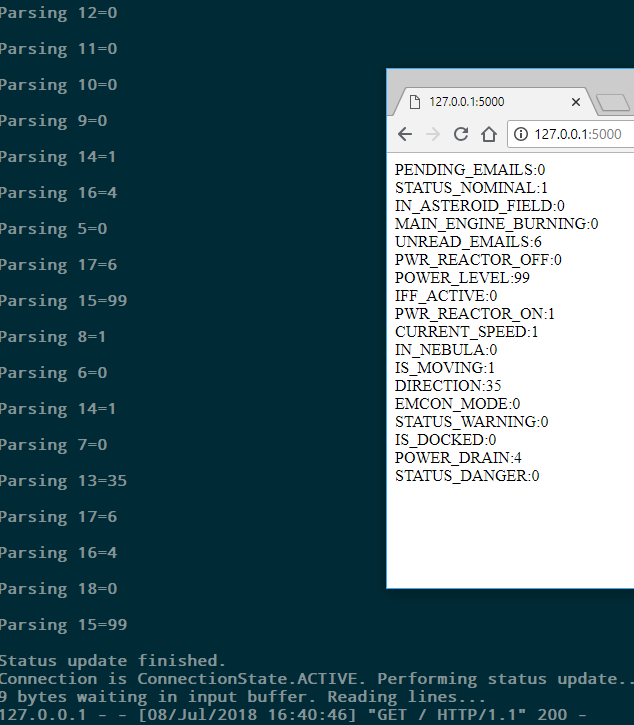 Parsing 12=0
Parsing 11=0
Parsing 10=0
Parsing 9=0
Parsing 14=1
Parsing 16=4
Parsing 5=0
Parsing 17=6
Parsing 15=99
Parsing 8=1
Parsing 6=0
Parsing 14=1
Parsing 7=0
Parsing 13=35
Parsing 17=6
Parsing 16=4
Parsing 18=0
Parsing 15=99
Status update finished.
Connection is ConnectionState.ACTIVE. Performing status update..
9 bytes waiting in input buffer. Reading lines...
127.0.0.1 - - [08/Jul/2018 16:40:46] "GET / HTTP/1.1" 200 -
127.0.0.1:5000
127.0.0.1:5000
PENDING_EMAILS:0
STATUS_NOMINAL:1
IN_ASTEROID_FIELD:0
MAIN_ENGINE_BURNING:0
UNREAD_EMAILS:6
PWR_REACTOR_OFF:0
POWER_LEVEL:99
IFF_ACTIVE:0
PWR_REACTOR_ON:1
CURRENT_SPEED:1
IN_NEBULA:0
IS_MOVING:1
DIRECTION:35
EMCON_MODE:0
STATUS_WARNING:0
IS_DOCKED:0
POWER_DRAIN:4
STATUS_DANGER:0